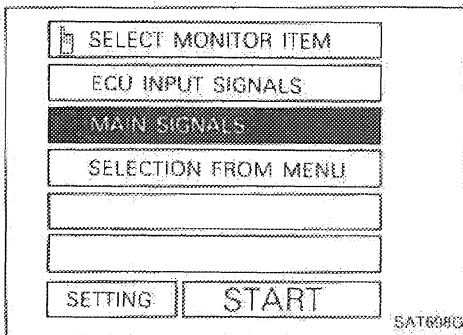 SELECT MONITOR ITEM
ECU INPUT SIGNALS
MAIN SIGNALS
SELECTION FROM MENU
SETTING START
SAT698G